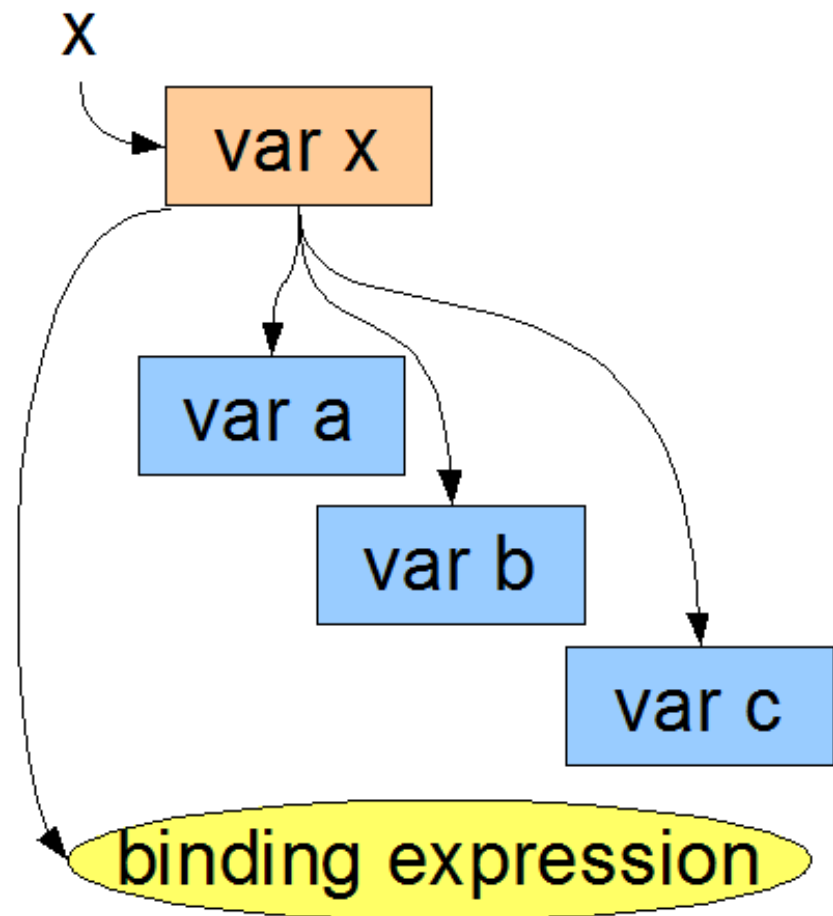 x
var x
var a
var b
var c
binding expression